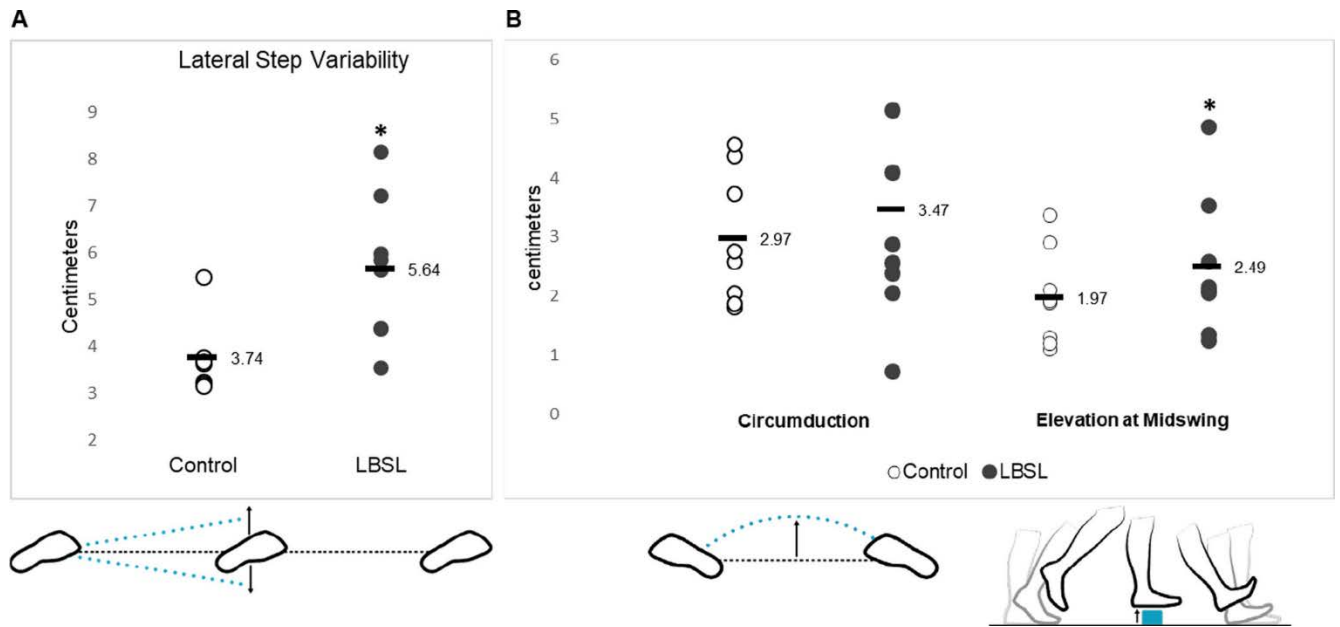 A
Lateral Step Variability
Centimeters
9
8
7
6
5
4
3
2
*
3.74
5.64
Control
LBSL
B
centimeters
6
5
4
3
2
1
0
*
2.97
3.47
1.97
2.49
Circumduction
Elevation at Midswing
Control LBSL